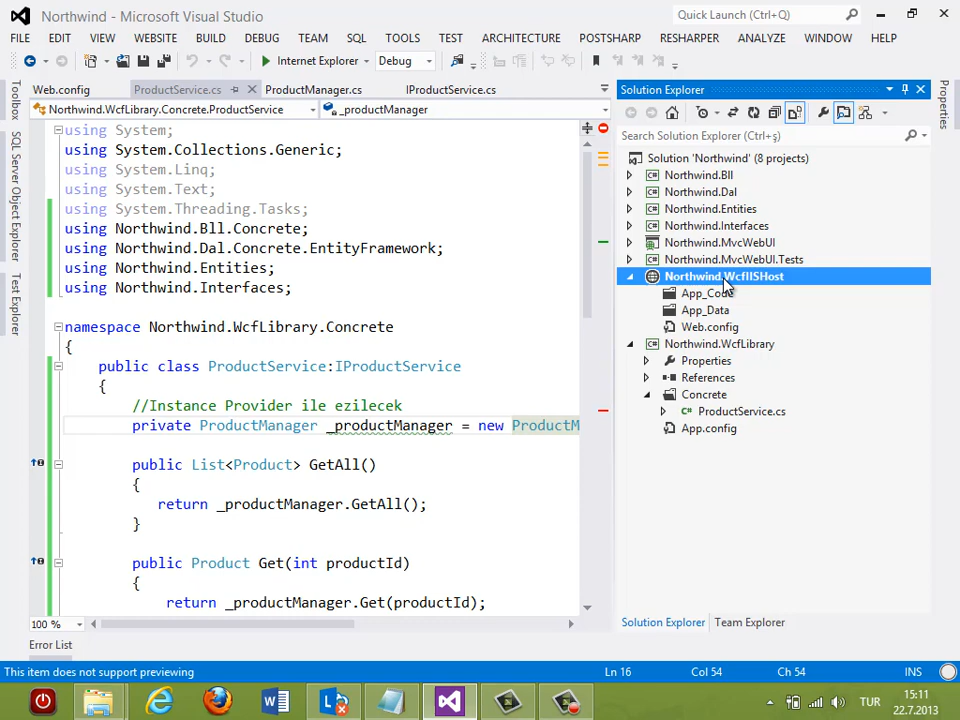 Northwind - Microsoft Visual Studio
Quick Launch (Ctrl+Q)
FILE EDIT VIEW WEBSITE BUILD DEBUG TEAM SQL TOOLS TEST ARCHITECTURE POSTSHARP RESHARPER ANALYZE WINDOW HELP
Internet Explorer Debug
Web.config ProductService.cs ProductManager.cs IProductService.cs
Northwind.WcfLibrary.Concrete.ProductService _productManager
Toolbox
SQL Server Object Explorer
Test Explorer
using System;
using System.Collections.Generic;
using System.Linq;
using System.Text;
using System.Threading.Tasks;
using Northwind.Bll.Concrete;
using Northwind.Dal.Concrete.EntityFramework;
using Northwind.Entities;
using Northwind.Interfaces;
namespace Northwind.WcfLibrary.Concrete
{
public class ProductService:IProductService
{
//Instance Provider ile ezilecek
private ProductManager _productManager = new ProductM
public List<Product> GetAll()
{
return _productManager.GetAll();
}
public Product Get(int productId)
{
return _productManager.Get(productId);
100 %
Solution Explorer
Search Solution Explorer (Ctrl+ş)
Solution 'Northwind' (8 projects)
Northwind.Bll
Northwind.Dal
Northwind.Entities
Northwind.Interfaces
Northwind.MvcWebUI
Northwind.MvcWebUI.Tests
Northwind.WcfIISHost
App_Code
App_Data
Web.config
Northwind.WcfLibrary
Properties
References
Concrete
ProductService.cs
App.config
Solution Explorer Team Explorer
Properties
Error List
This item does not support previewing Ln 16 Col 54 Ch 54 INS
TUR
15:11
22.7.2013